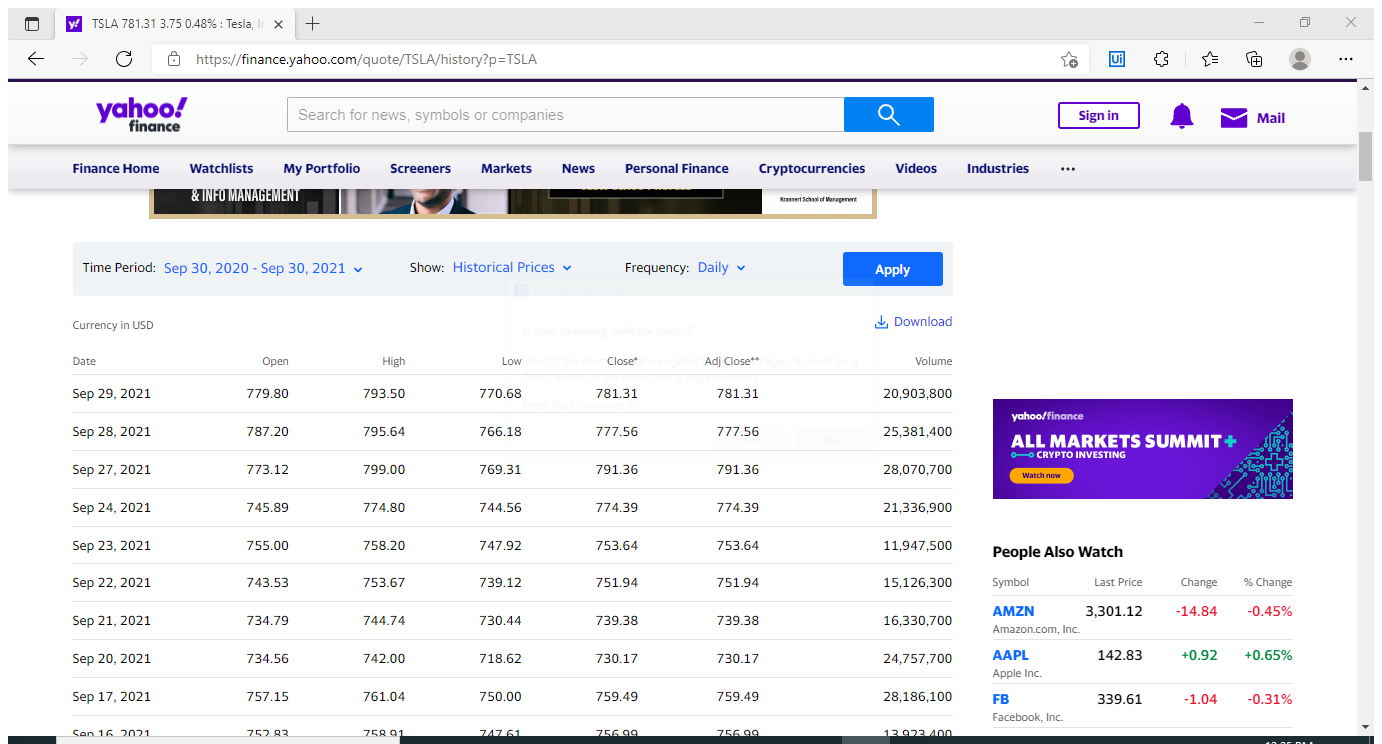 TSLA 781.31 3.75 0.48% : Tesla, I
https://finance.yahoo.com/quote/TSLA/history?p=TSLA
Ui
yahoo!
finance
Search for news, symbols or companies
Sign in
Mail
Finance Home Watchlists My Portfolio Screeners Markets News Personal Finance Cryptocurrencies Videos Industries ...
& INFO MANAGEMENT
Krannert School of Management
Time Period: Sep 30, 2020 - Sep 30, 2021 Show: Historical Prices Frequency: Daily Apply
Currency in USD Download
Is data spanning multiple pages?
Date Open High Low Close* Adj Close** Volume
Sep 29, 2021 779.80 793.50 770.68 781.31 781.31 20,903,800
Sep 28, 2021 787.20 795.64 766.18 777.56 777.56 25,381,400
No
Sep 27, 2021 773.12 799.00 769.31 791.36 791.36 28,070,700
Sep 24, 2021 745.89 774.80 744.56 774.39 774.39 21,336,900
Sep 23, 2021 755.00 758.20 747.92 753.64 753.64 11,947,500
Sep 22, 2021 743.53 753.67 739.12 751.94 751.94 15,126,300
Sep 21, 2021 734.79 744.74 730.44 739.38 739.38 16,330,700
Sep 20, 2021 734.56 742.00 718.62 730.17 730.17 24,757,700
Sep 17, 2021 757.15 761.04 750.00 759.49 759.49 28,186,100
Sep 16, 2021 752.83 758.91 747.61 756.99 756.99 13,923,400
yahoo!finance
ALL MARKETS SUMMIT+
CRYPTO INVESTING
Watch now
People Also Watch
Symbol Last Price Change % Change
AMZN 3,301.12 -14.84 -0.45%
Amazon.com, Inc.
AAPL 142.83 +0.92 +0.65%
Apple Inc.
FB 339.61 -1.04 -0.31%
Facebook, Inc.